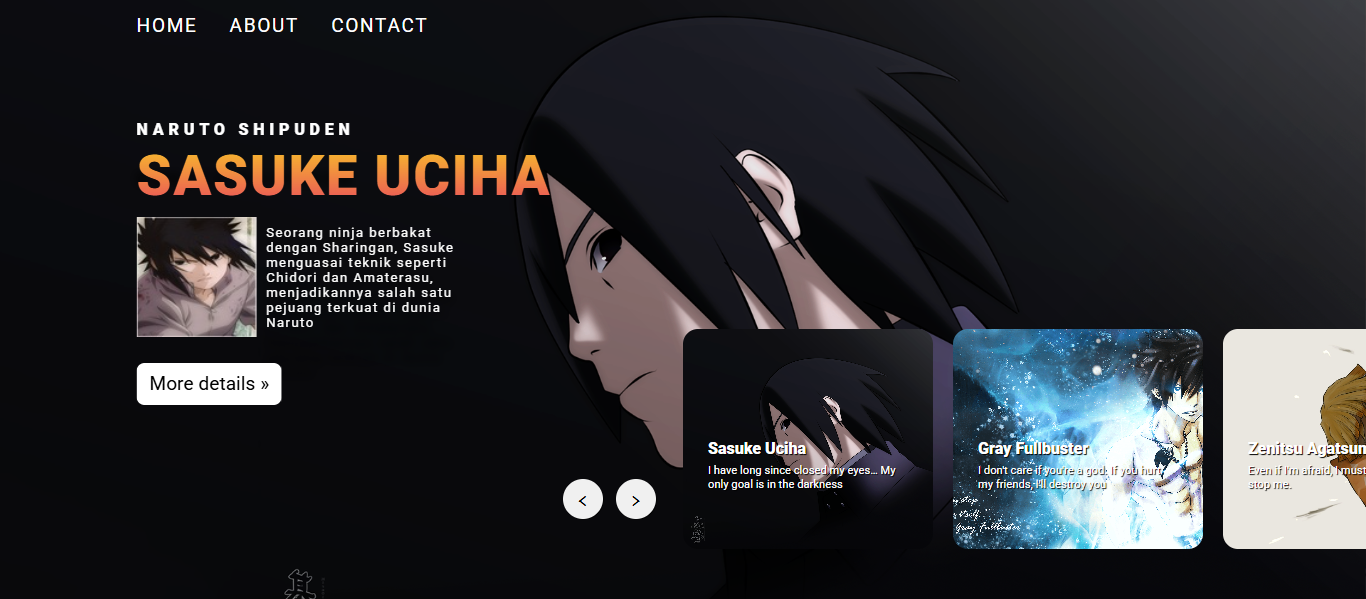 HOME ABOUT CONTACT
NARUTO SHIPUDEN
SASUKE UCIHA
Seorang ninja berbakat
dengan Sharingan, Sasuke
menguasai teknik seperti
Chidori dan Amaterasu,
menjadikannya salah satu
pejuang terkuat di dunia
Naruto
More details »
< >
Sasuke Uciha
I have long since closed my eyes... My
only goal is in the darkness
Gray Fullbuster
I don't care if you're a god. If you hurt
my friends, I'll destroy you
Gray Fullbuster
Zenitsu Agatsun
Even if I'm afraid, I must
stop me.